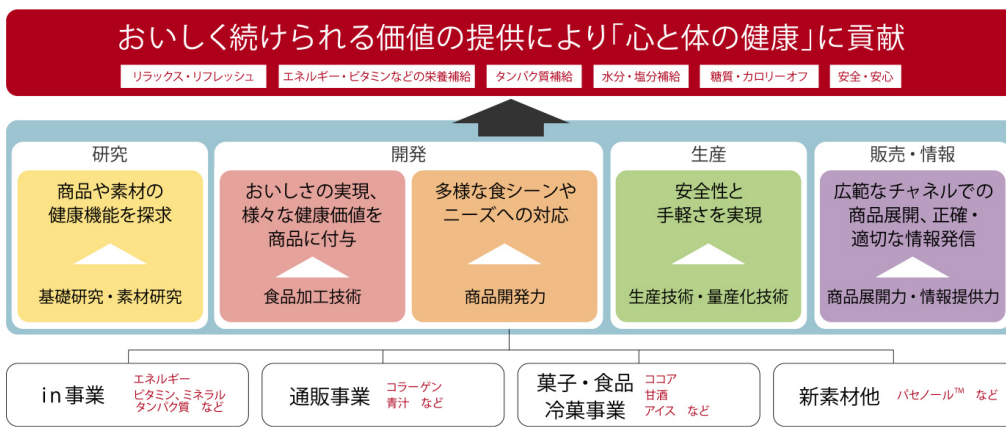 おいしく続けられる価値の提供により「心と体の健康」に貢献
リラックス・リフレッシュ
エネルギー・ビタミンなどの栄養補給
タンパク質補給
水分・塩分補給
糖質・カロリーオフ
安全・安心
研究
商品や素材の
健康機能を探求
基礎研究・素材研究
開発
おいしさの実現、
様々な健康価値を
商品に付与
食品加工技術
多様な食シーンや
ニーズへの対応
商品開発力
生産
安全性と
手軽さを実現
生産技術・量産化技術
販売・情報
広範なチャネルでの
商品展開、正確・
適切な情報発信
商品展開力・情報提供力
in事業
エネルギー
ビタミン、ミネラル
タンパク質 など
通販事業
コラーゲン
青汁 など
菓子・食品
冷菓事業
ココア
甘酒
アイス など
新素材他
パセノール™ など